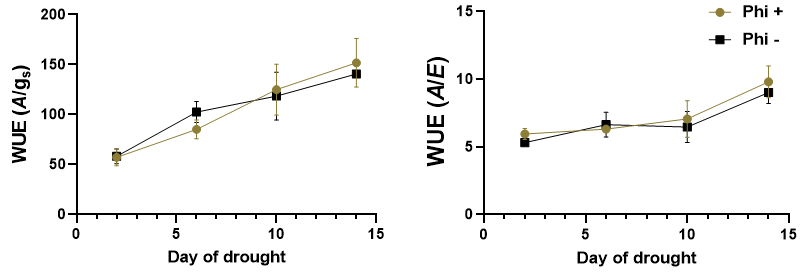 200
150
100
50
0
WUE (A/gs)
0 5 10 15
Day of drought
15
10
5
0
WUE (A/E)
0 5 10 15
Day of drought
Phi +
Phi -